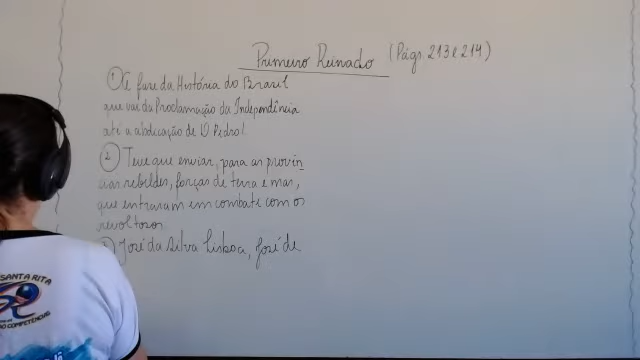 Primeiro Reinado (Págs. 213 e 214)
1) É fase da História do Brasil
que vai da Proclamação da Independência
até a abdicação de D. Pedro I.
2 Teve que enviar, para as provín-
cias rebeldes, forças de terra e mar,
que entraram em combate com os
revoltosos.
3) José da Silva Lisboa, José de
SANTA RITA
COMPETÊNCIAS